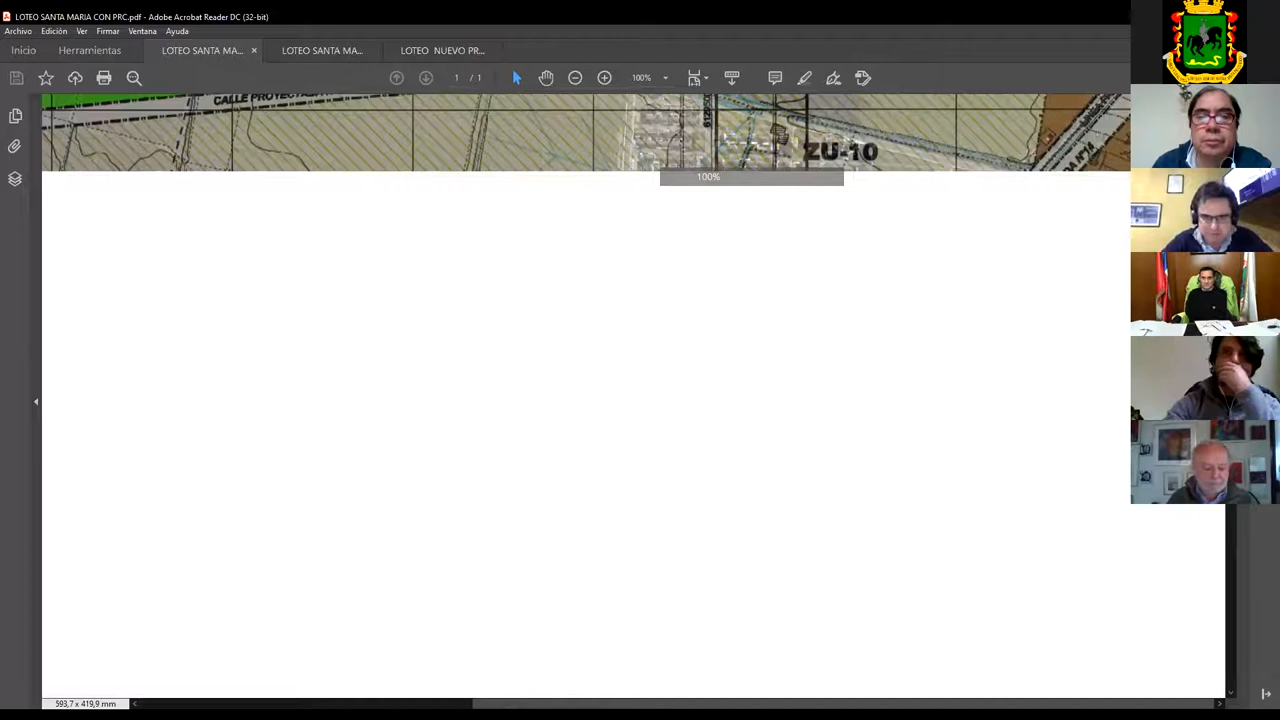 LOTEO SANTA MARIA CON PRC.pdf - Adobe Acrobat Reader DC (32-bit)
Archivo Edición Ver Firmar Ventana Ayuda
Inicio Herramientas LOTEO SANTA MA... × LOTEO SANTA MA... LOTEO NUEVO PR...
1 / 1 100%
CALLE
ZU-10
100%
593,7 x 419,9 mm